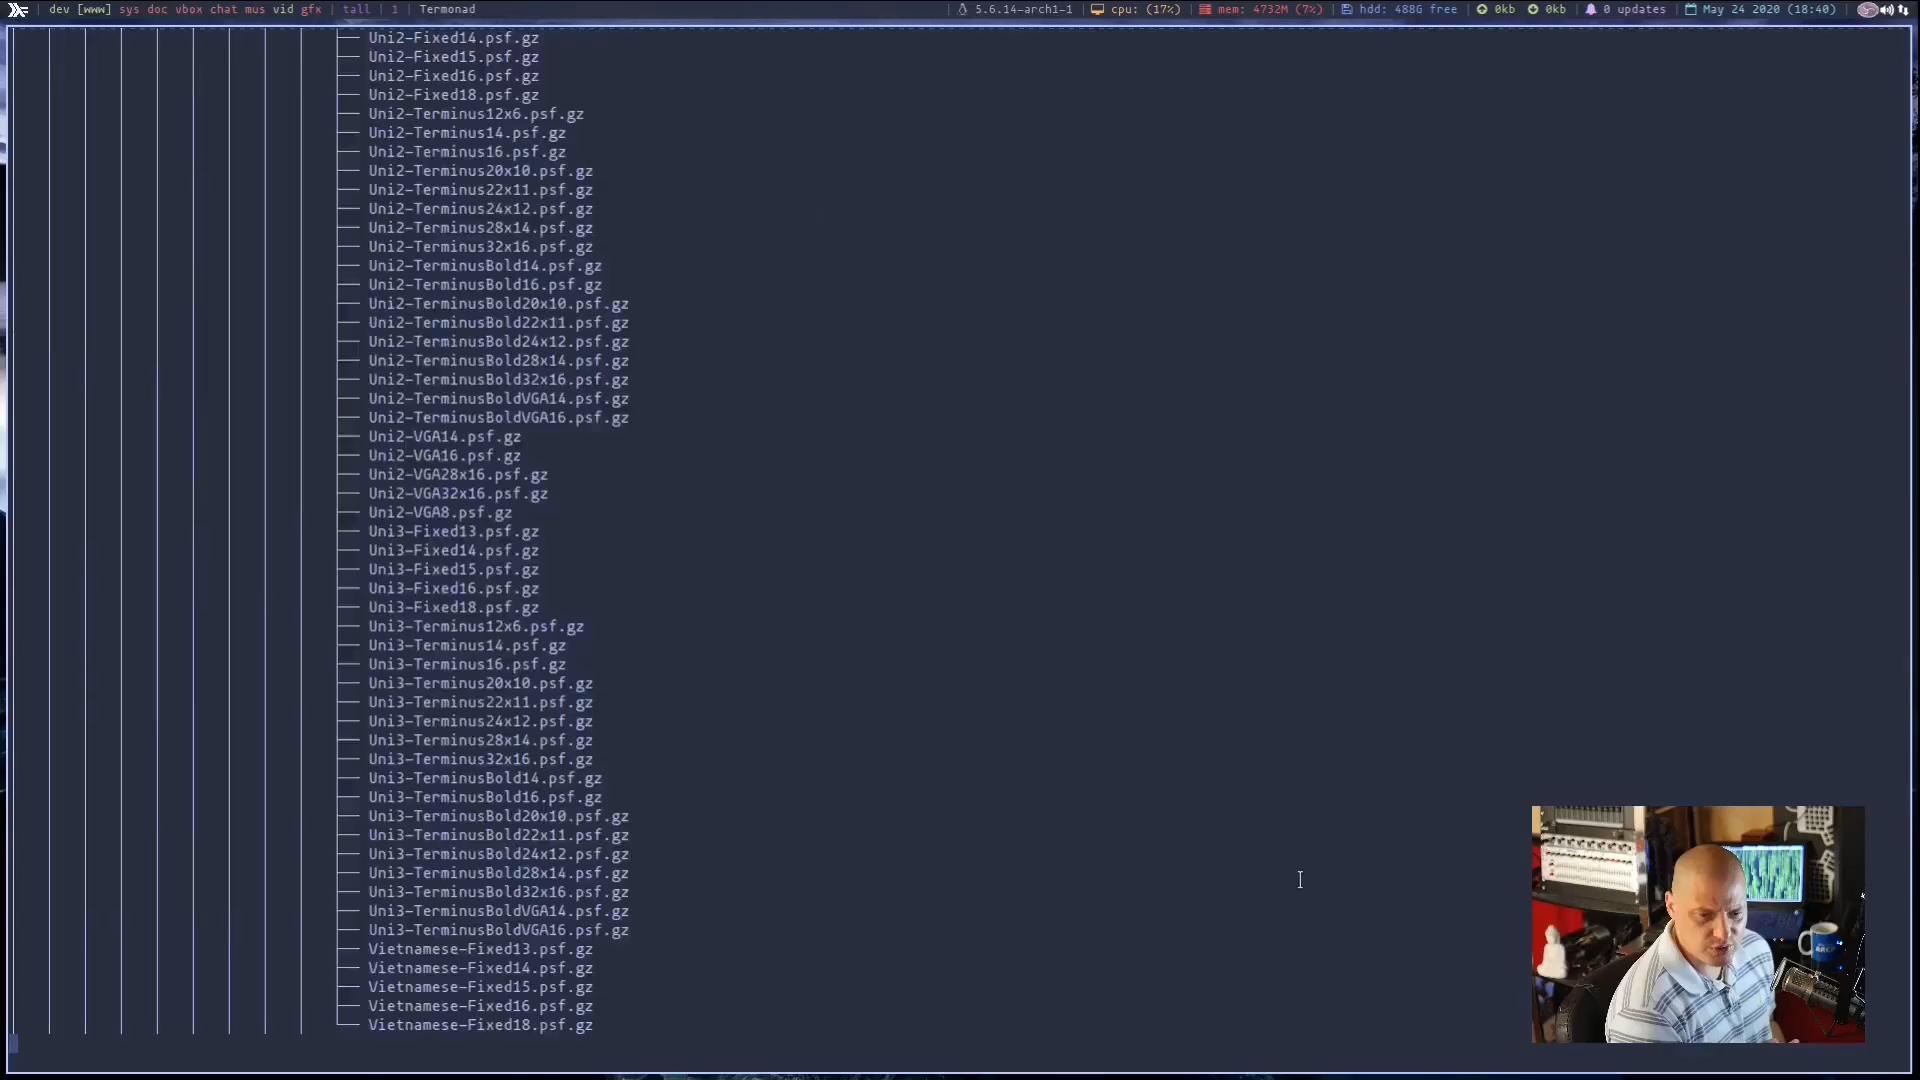 dev [www] sys doc vbox chat mus vid gfx | tall | 1 | Termonad
5.6.14-arch1-1 | cpu: (17%) | mem: 4732M (7%) | hdd: 488G free | 0kb 0kb | 0 updates | May 24 2020 (18:40)
Uni2-Fixed14.psf.gz
Uni2-Fixed15.psf.gz
Uni2-Fixed16.psf.gz
Uni2-Fixed18.psf.gz
Uni2-Terminus12x6.psf.gz
Uni2-Terminus14.psf.gz
Uni2-Terminus16.psf.gz
Uni2-Terminus20x10.psf.gz
Uni2-Terminus22x11.psf.gz
Uni2-Terminus24x12.psf.gz
Uni2-Terminus28x14.psf.gz
Uni2-Terminus32x16.psf.gz
Uni2-TerminusBold14.psf.gz
Uni2-TerminusBold16.psf.gz
Uni2-TerminusBold20x10.psf.gz
Uni2-TerminusBold22x11.psf.gz
Uni2-TerminusBold24x12.psf.gz
Uni2-TerminusBold28x14.psf.gz
Uni2-TerminusBold32x16.psf.gz
Uni2-TerminusBoldVGA14.psf.gz
Uni2-TerminusBoldVGA16.psf.gz
Uni2-VGA14.psf.gz
Uni2-VGA16.psf.gz
Uni2-VGA28x16.psf.gz
Uni2-VGA32x16.psf.gz
Uni2-VGA8.psf.gz
Uni3-Fixed13.psf.gz
Uni3-Fixed14.psf.gz
Uni3-Fixed15.psf.gz
Uni3-Fixed16.psf.gz
Uni3-Fixed18.psf.gz
Uni3-Terminus12x6.psf.gz
Uni3-Terminus14.psf.gz
Uni3-Terminus16.psf.gz
Uni3-Terminus20x10.psf.gz
Uni3-Terminus22x11.psf.gz
Uni3-Terminus24x12.psf.gz
Uni3-Terminus28x14.psf.gz
Uni3-Terminus32x16.psf.gz
Uni3-TerminusBold14.psf.gz
Uni3-TerminusBold16.psf.gz
Uni3-TerminusBold20x10.psf.gz
Uni3-TerminusBold22x11.psf.gz
Uni3-TerminusBold24x12.psf.gz
Uni3-TerminusBold28x14.psf.gz
Uni3-TerminusBold32x16.psf.gz
Uni3-TerminusBoldVGA14.psf.gz
Uni3-TerminusBoldVGA16.psf.gz
Vietnamese-Fixed13.psf.gz
Vietnamese-Fixed14.psf.gz
Vietnamese-Fixed15.psf.gz
Vietnamese-Fixed16.psf.gz
Vietnamese-Fixed18.psf.gz